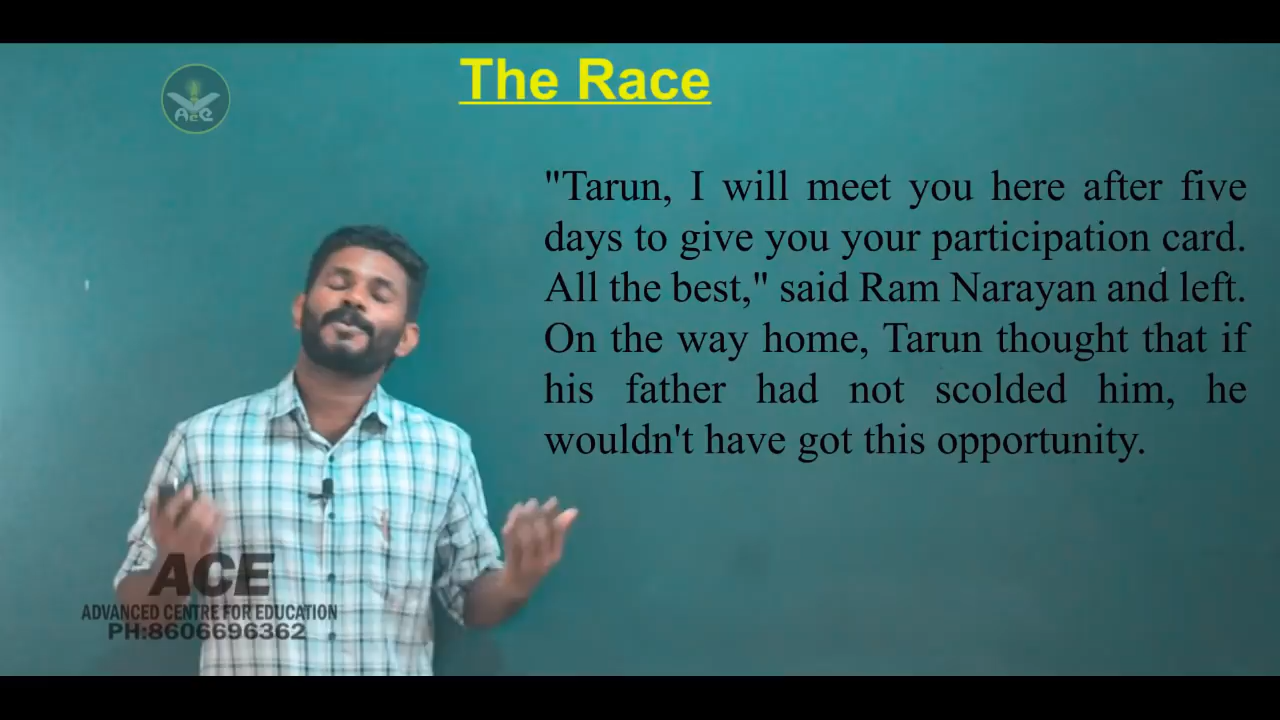 The Race
AcE
"Tarun, I will meet you here after five
days to give you your participation card.
All the best," said Ram Narayan and left.
On the way home, Tarun thought that if
his father had not scolded him, he
wouldn't have got this opportunity.
ACE
ADVANCED CENTRE FOR EDUCATION
PH:8606696362